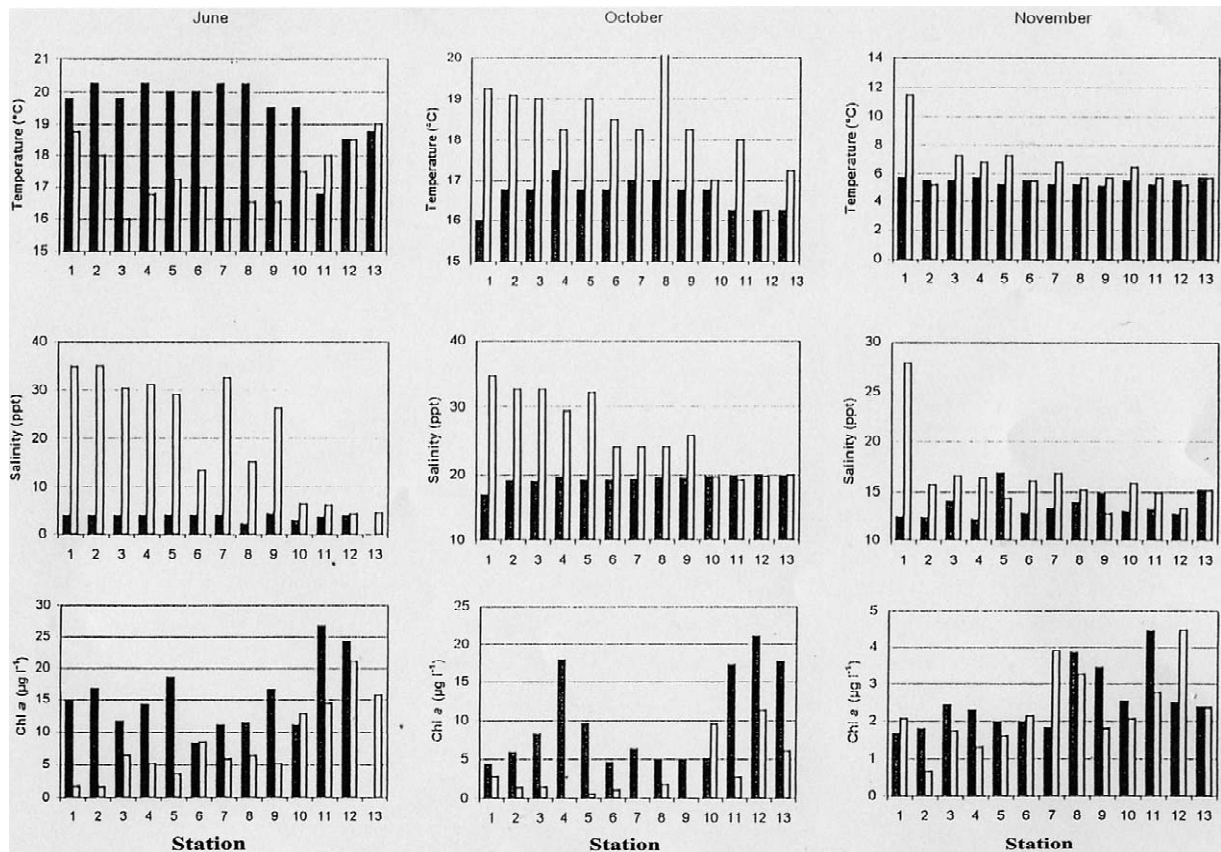 June October November
Temperature (°C)
21
20
19
18
17
16
15
1 2 3 4 5 6 7 8 9 10 11 12 13
Temperature (°C)
20
19
18
17
16
15
1 2 3 4 5 6 7 8 9 10 11 12 13
Temperature (°C)
14
12
10
8
6
4
2
0
1 2 3 4 5 6 7 8 9 10 11 12 13
Salinity (ppt)
40
30
20
10
0
1 2 3 4 5 6 7 8 9 10 11 12 13
Salinity (ppt)
40
30
20
10
1 2 3 4 5 6 7 8 9 10 11 12 13
Salinity (ppt)
30
25
20
15
10
1 2 3 4 5 6 7 8 9 10 11 12 13
Chl a (µg l⁻¹)
30
25
20
15
10
5
0
1 2 3 4 5 6 7 8 9 10 11 12 13
Station
Chl a (µg l⁻¹)
25
20
15
10
5
0
1 2 3 4 5 6 7 8 9 10 11 12 13
Station
Chl a (µg l⁻¹)
5
4
3
2
1
0
1 2 3 4 5 6 7 8 9 10 11 12 13
Station